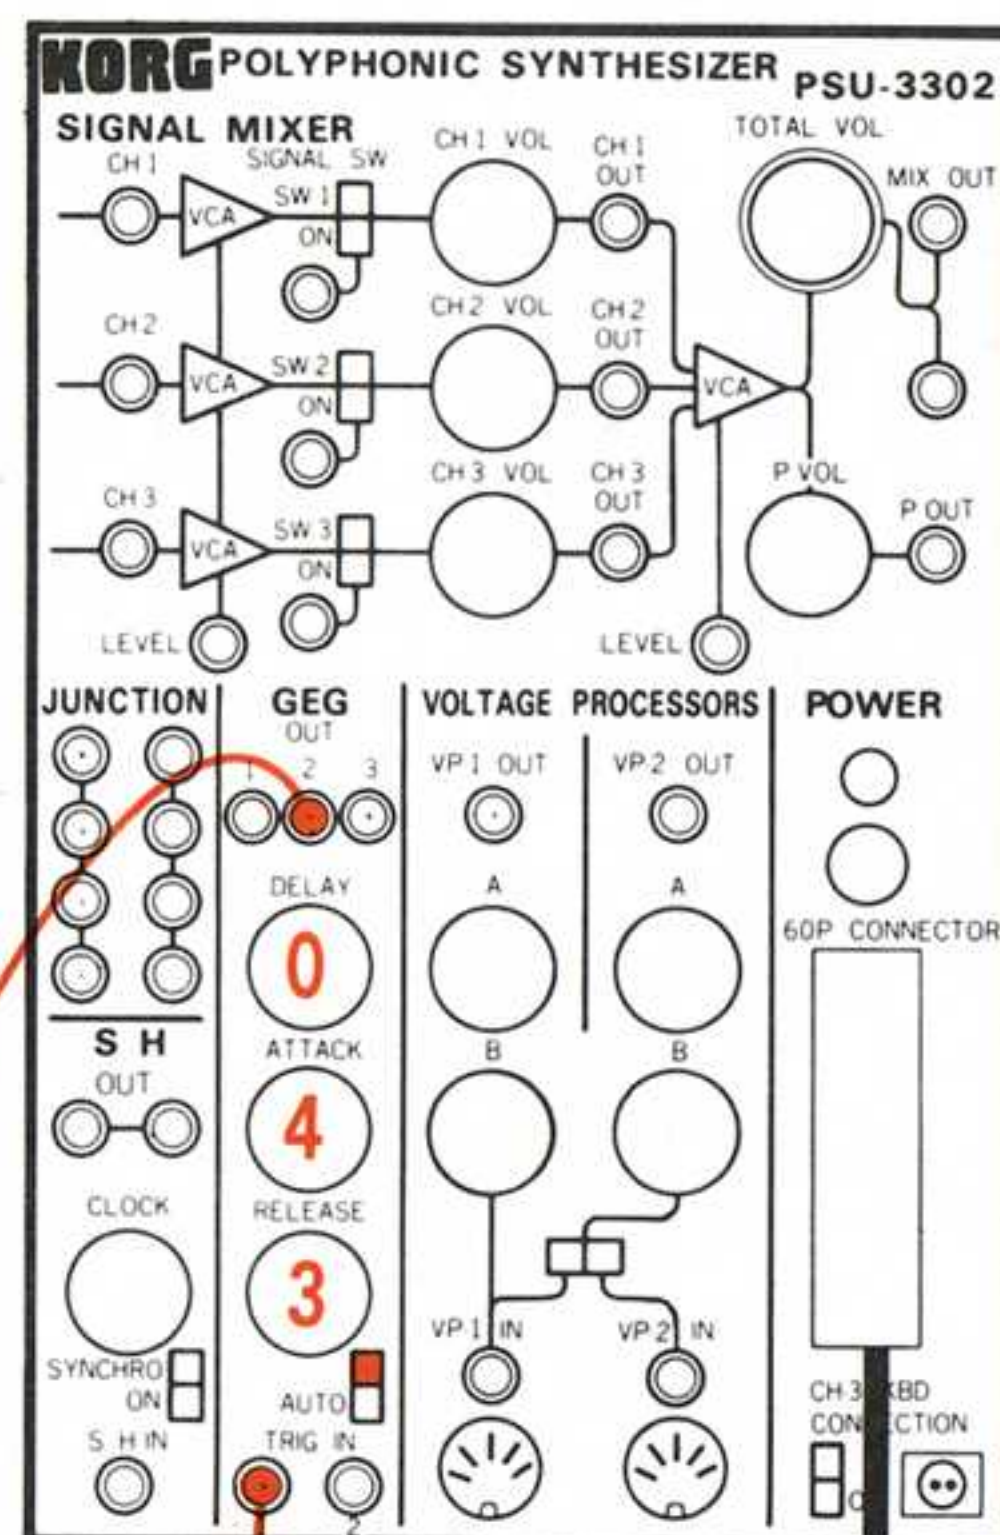 KORG POLYPHONIC SYNTHESIZER PSU-3302
SIGNAL MIXER
TOTAL VOL
CH 1
SIGNAL SW
CH 1 VOL
CH 1 OUT
MIX OUT
VCA
SW 1
ON
CH 2
CH 2 VOL
CH 2 OUT
VCA
SW 2
ON
VCA
CH 3
CH 3 VOL
CH 3 OUT
P VOL
P OUT
VCA
SW 3
ON
LEVEL
LEVEL
JUNCTION
GEG
OUT
1 2 3
DELAY
0
ATTACK
4
RELEASE
3
AUTO
TRIG IN
2
S H
OUT
CLOCK
SYNCHRO
ON
S H IN
VOLTAGE PROCESSORS
VP 1 OUT
VP 2 OUT
A
A
B
B
VP 1 IN
VP 2 IN
POWER
60P CONNECTOR
CH 3 KBD